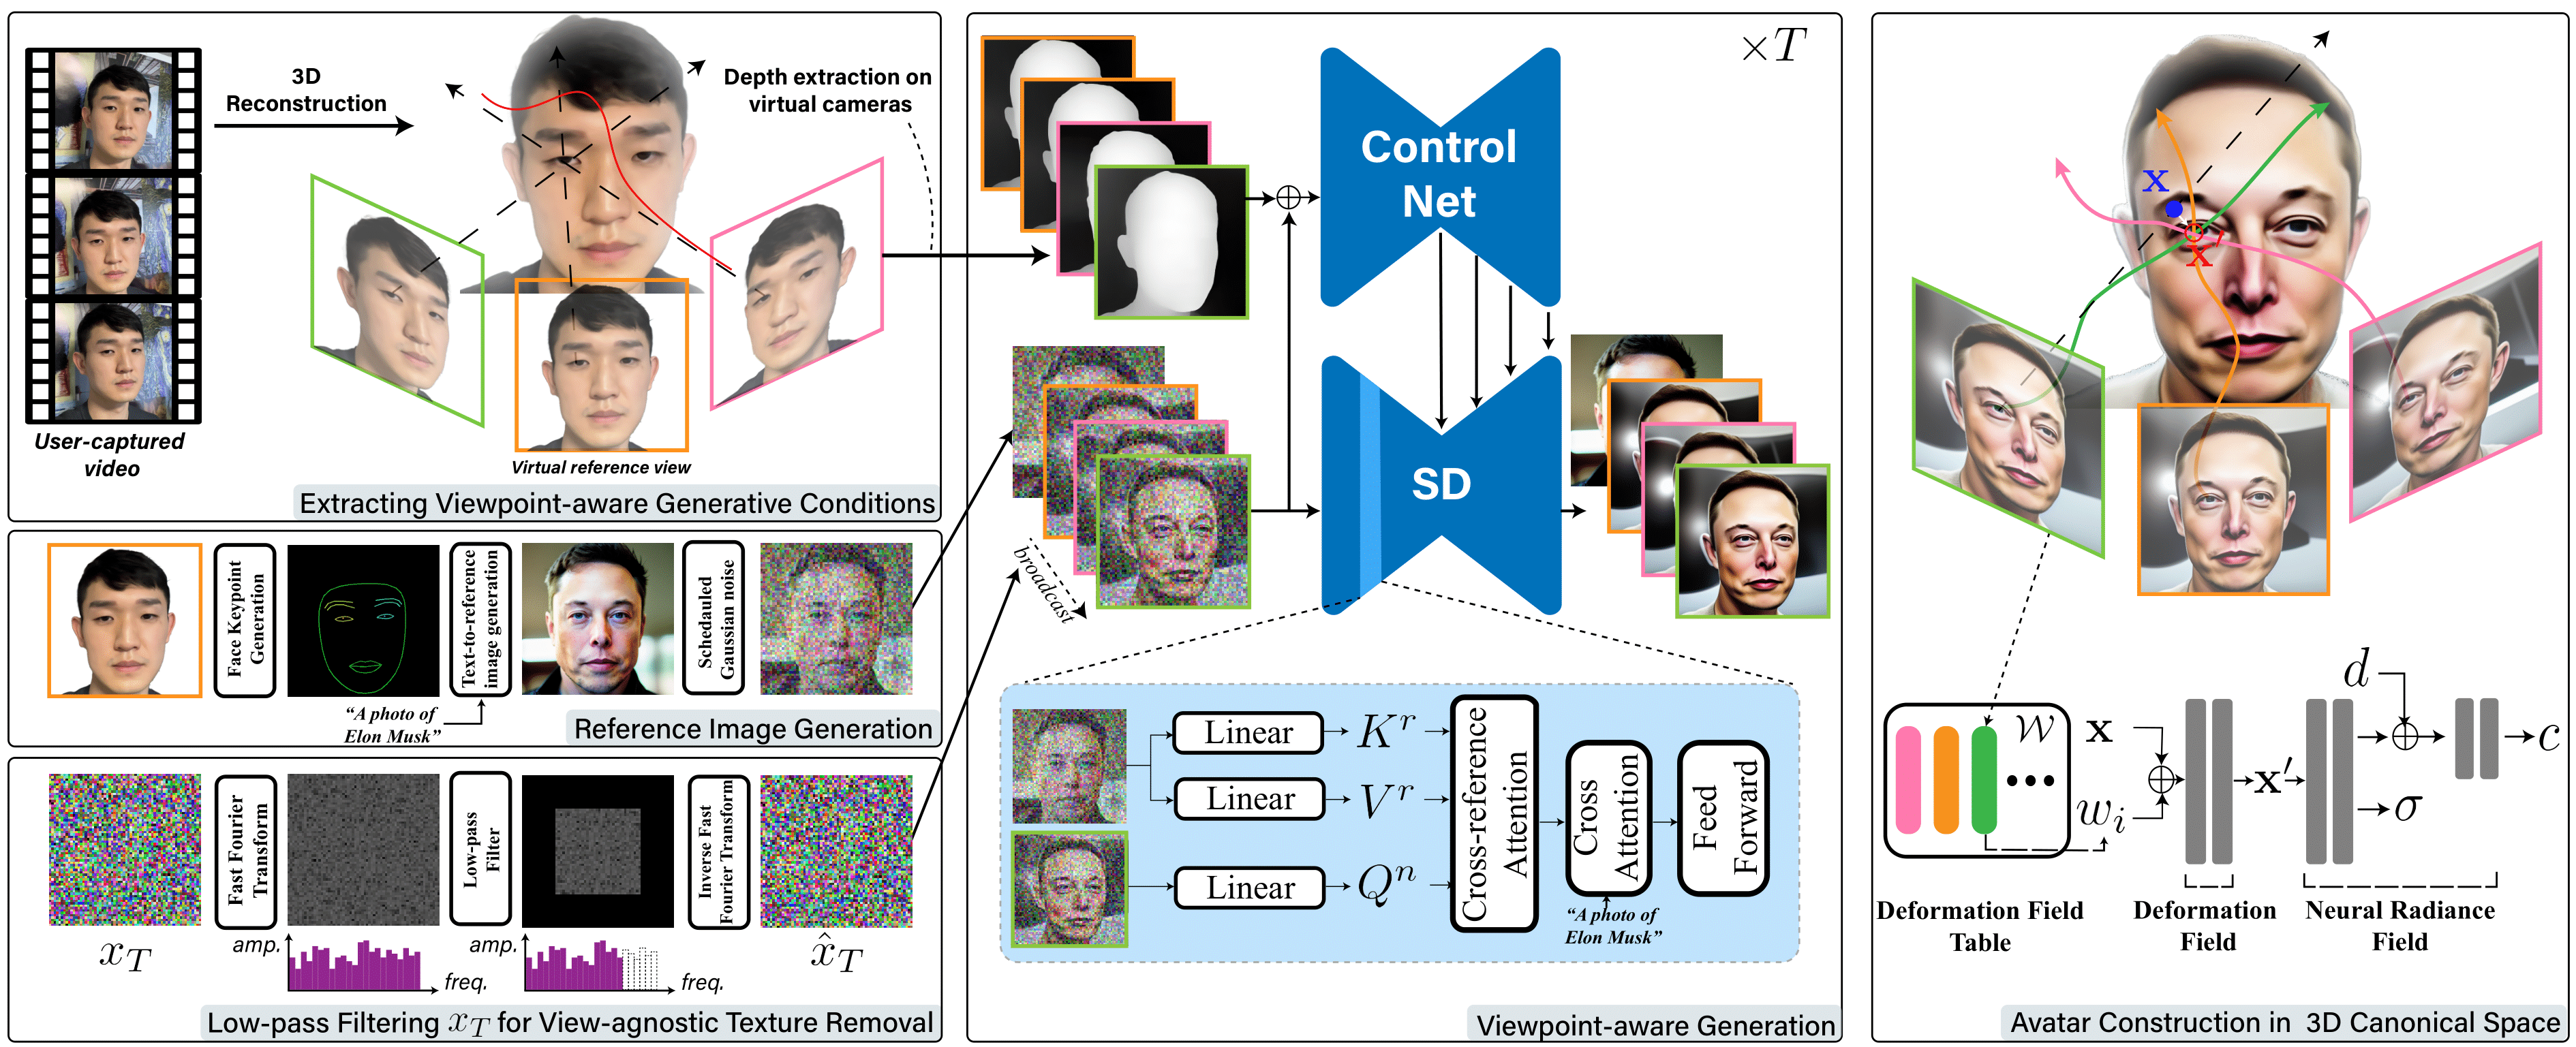 3D
Reconstruction
Depth extraction on
virtual cameras
User-captured
video
Virtual reference view
Extracting Viewpoint-aware Generative Conditions
Face Keypoint
Generation
Text-to-reference
image generation
Schedauled
Gaussian noise
“A photo of
Elon Musk”
Reference Image Generation
Fast Fourier
Transform
Low-pass
Filter
Inverse Fast
Fourier Transform
x_T
amp.
freq.
amp.
freq.
x̂_T
Low-pass Filtering x_T for View-agnostic Texture Removal
×T
Control
Net
SD
broadcast
Linear
K^r
Linear
V^r
Linear
Q^n
Cross-reference
Attention
Cross
Attention
Feed
Forward
“A photo of
Elon Musk”
Viewpoint-aware Generation
x
x′
W
x
w_i
x′
d
σ
c
Deformation Field
Table
Deformation
Field
Neural Radiance
Field
Avatar Construction in 3D Canonical Space